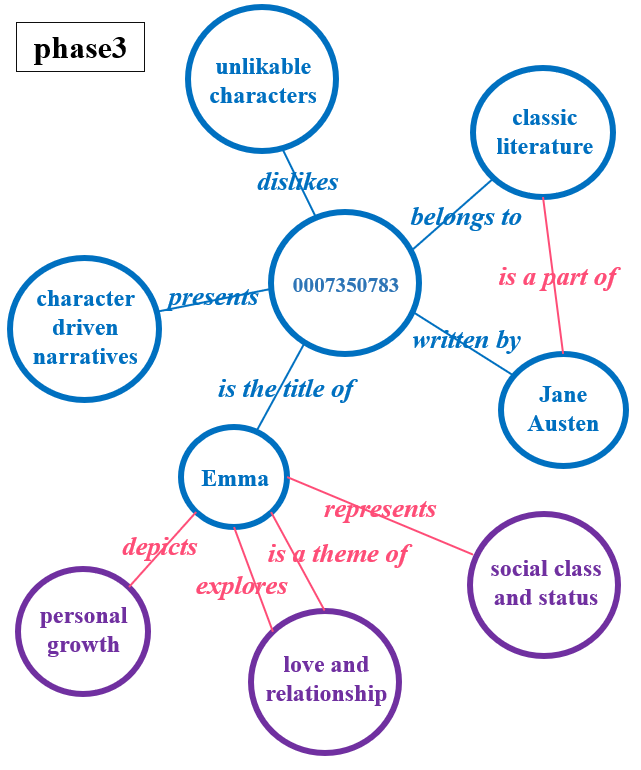 phase3
unlikable
characters
classic
literature
dislikes
belongs to
0007350783
is a part of
character
driven
narratives
presents
written by
is the title of
Jane
Austen
Emma
represents
depicts
is a theme of
explores
social class
and status
personal
growth
love and
relationship